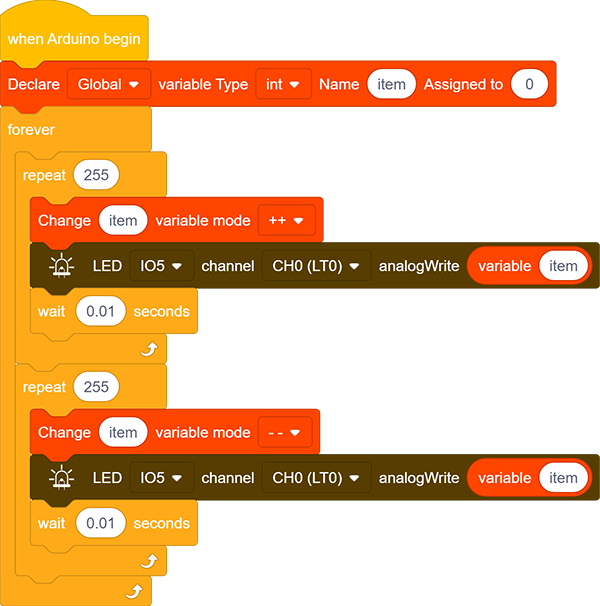 when Arduino begin
Declare Global variable Type int Name item Assigned to 0
forever
repeat 255
Change item variable mode ++
LED IO5 channel CH0 (LT0) analogWrite variable item
wait 0.01 seconds
repeat 255
Change item variable mode - -
LED IO5 channel CH0 (LT0) analogWrite variable item
wait 0.01 seconds